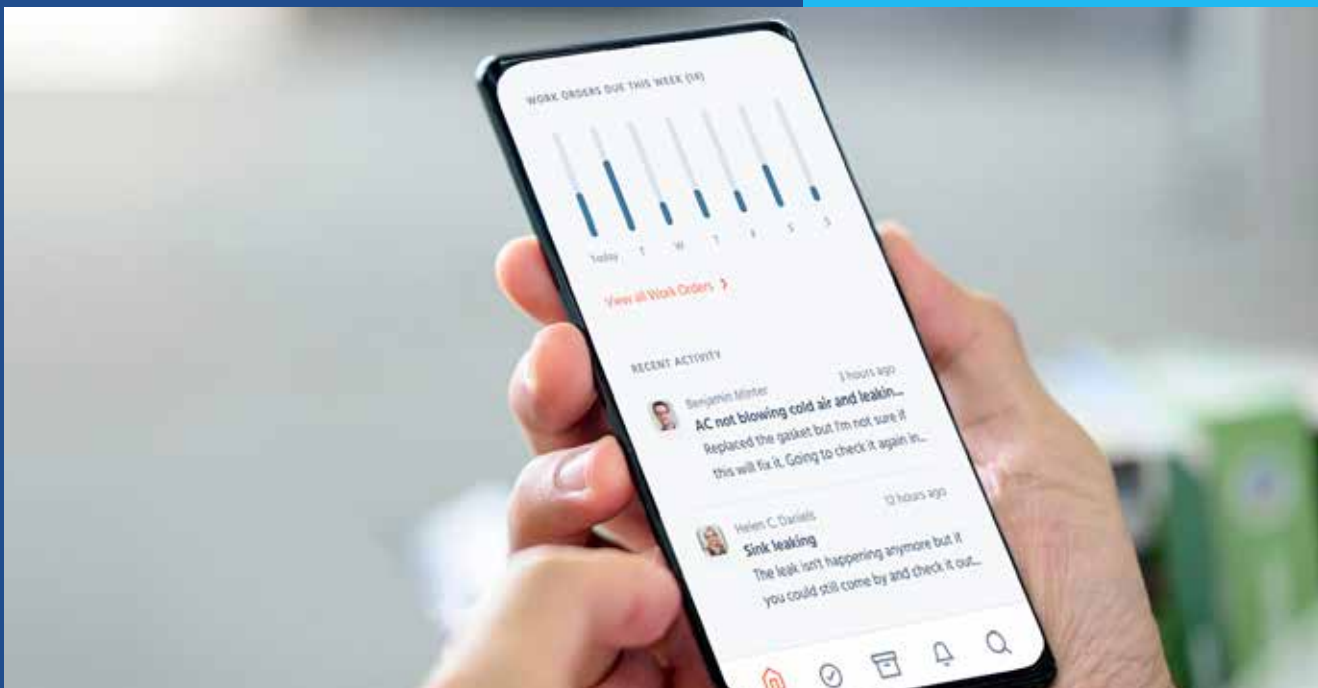 WORK ORDERS DUE THIS WEEK (18)
Today T W T F S S
View all Work Orders
RECENT ACTIVITY
Benjamin Minter 3 hours ago
AC not blowing cold air and leakin...
Replaced the gasket but I'm not sure if
this will fix it. Going to check it again in...
Helen C. Daniels 12 hours ago
Sink leaking
The leak isn't happening anymore but it
you could still come by and check it out...